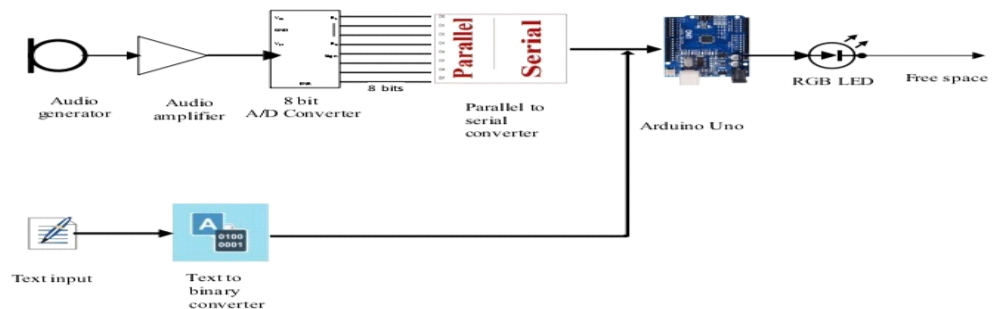 GND
8 bits
Parallel
Serial
Audio
generator
Audio
amplifier
8 bit
A/D Converter
Parallel to
serial
converter
Arduino Uno
RGB LED
Free space
A
0100
0001
Text input
Text to
binary
converter